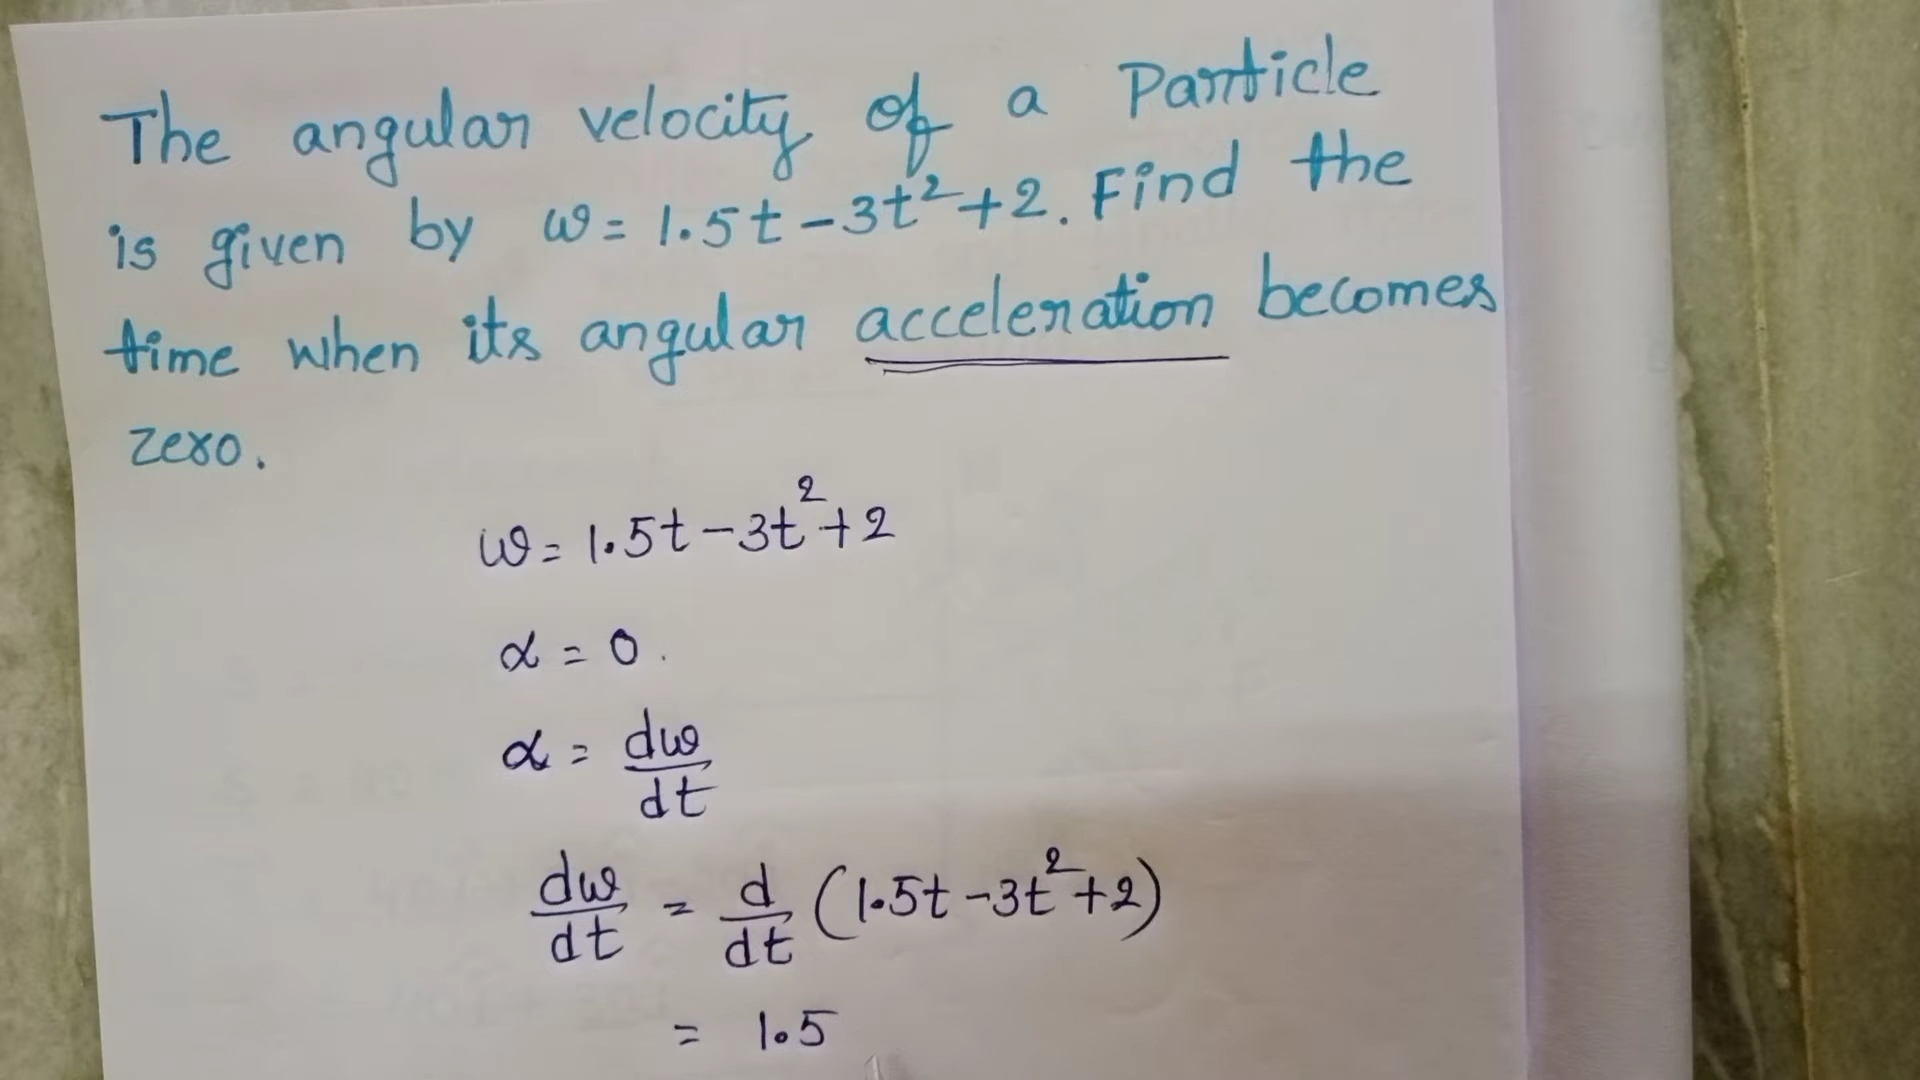 The angular velocity of a Particle
is given by ω = 1.5t - 3t² + 2. Find the
time when its angular acceleration becomes
zero.
ω = 1.5t - 3t² + 2
α = 0.
α = dω/dt
dω/dt = d/dt (1.5t - 3t² + 2)
= 1.5